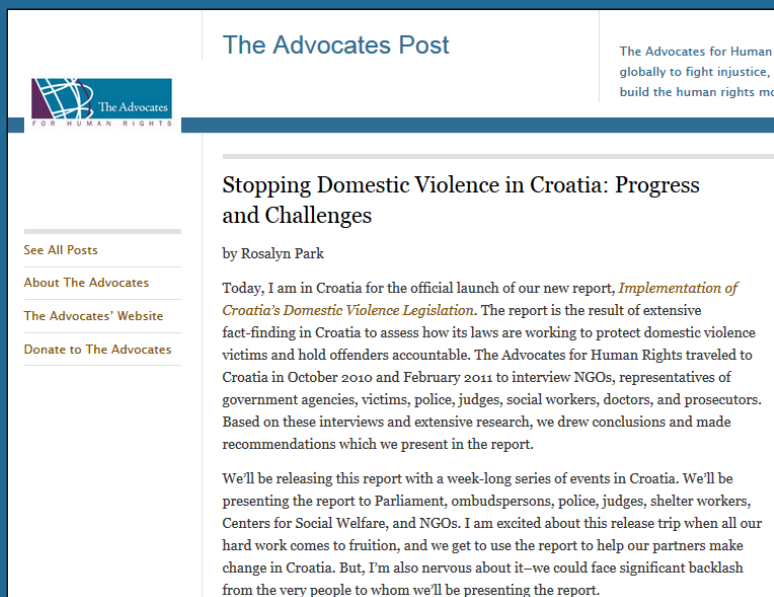 The Advocates Post
The Advocates for Human
globally to fight injustice,
build the human rights mo
The Advocates
FOR HUMAN RIGHTS
See All Posts
About The Advocates
The Advocates' Website
Donate to The Advocates
Stopping Domestic Violence in Croatia: Progress
and Challenges
by Rosalyn Park
Today, I am in Croatia for the official launch of our new report, Implementation of
Croatia's Domestic Violence Legislation. The report is the result of extensive
fact-finding in Croatia to assess how its laws are working to protect domestic violence
victims and hold offenders accountable. The Advocates for Human Rights traveled to
Croatia in October 2010 and February 2011 to interview NGOs, representatives of
government agencies, victims, police, judges, social workers, doctors, and prosecutors.
Based on these interviews and extensive research, we drew conclusions and made
recommendations which we present in the report.
We'll be releasing this report with a week-long series of events in Croatia. We'll be
presenting the report to Parliament, ombudspersons, police, judges, shelter workers,
Centers for Social Welfare, and NGOs. I am excited about this release trip when all our
hard work comes to fruition, and we get to use the report to help our partners make
change in Croatia. But, I'm also nervous about it–we could face significant backlash
from the very people to whom we'll be presenting the report.